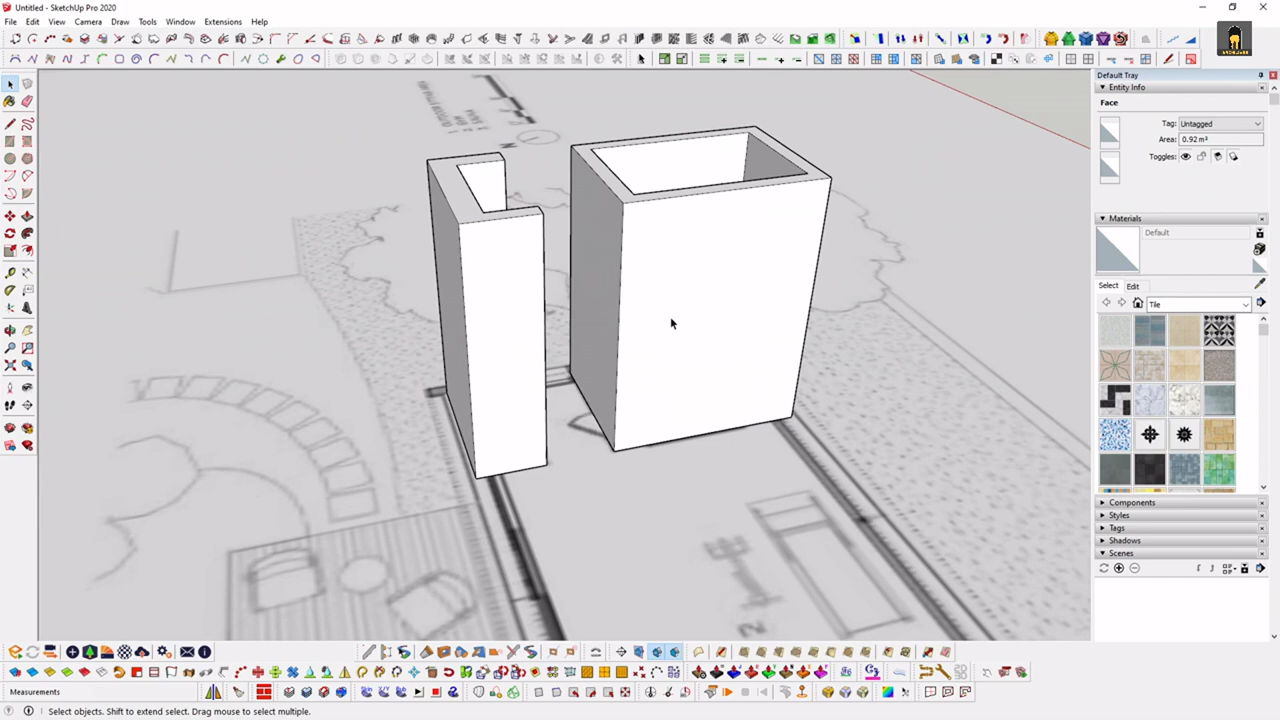 Untitled - SketchUp Pro 2020
File Edit View Camera Draw Tools Window Extensions Help
Default Tray
Entity Info
Face
Tag: Untagged
Area: 0.92 m²
Toggles:
Materials
Default
Select Edit
Tile
Components
Styles
Tags
Shadows
Scenes
N
2
Measurements
Select objects. Shift to extend select. Drag mouse to select multiple.